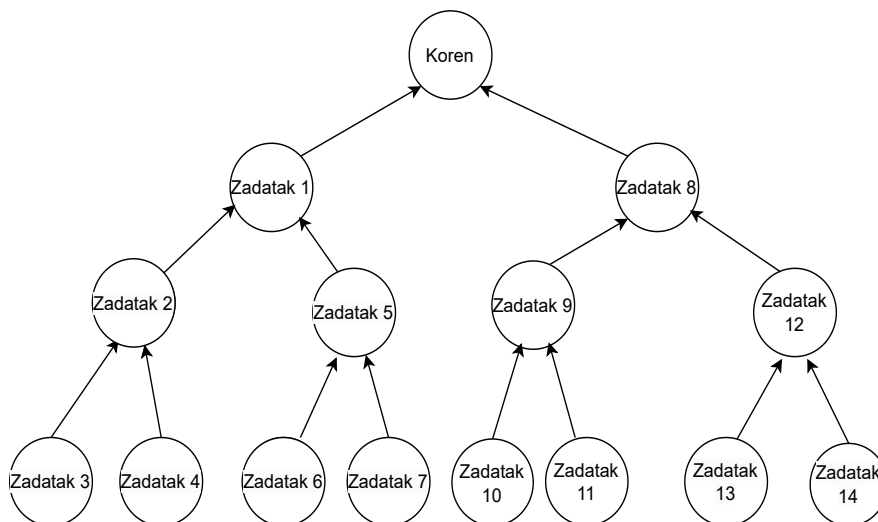 Koren
Zadatak 1
Zadatak 8
Zadatak 2
Zadatak 5
Zadatak 9
Zadatak
12
Zadatak 3
Zadatak 4
Zadatak 6
Zadatak 7
Zadatak
10
Zadatak
11
Zadatak
13
Zadatak
14